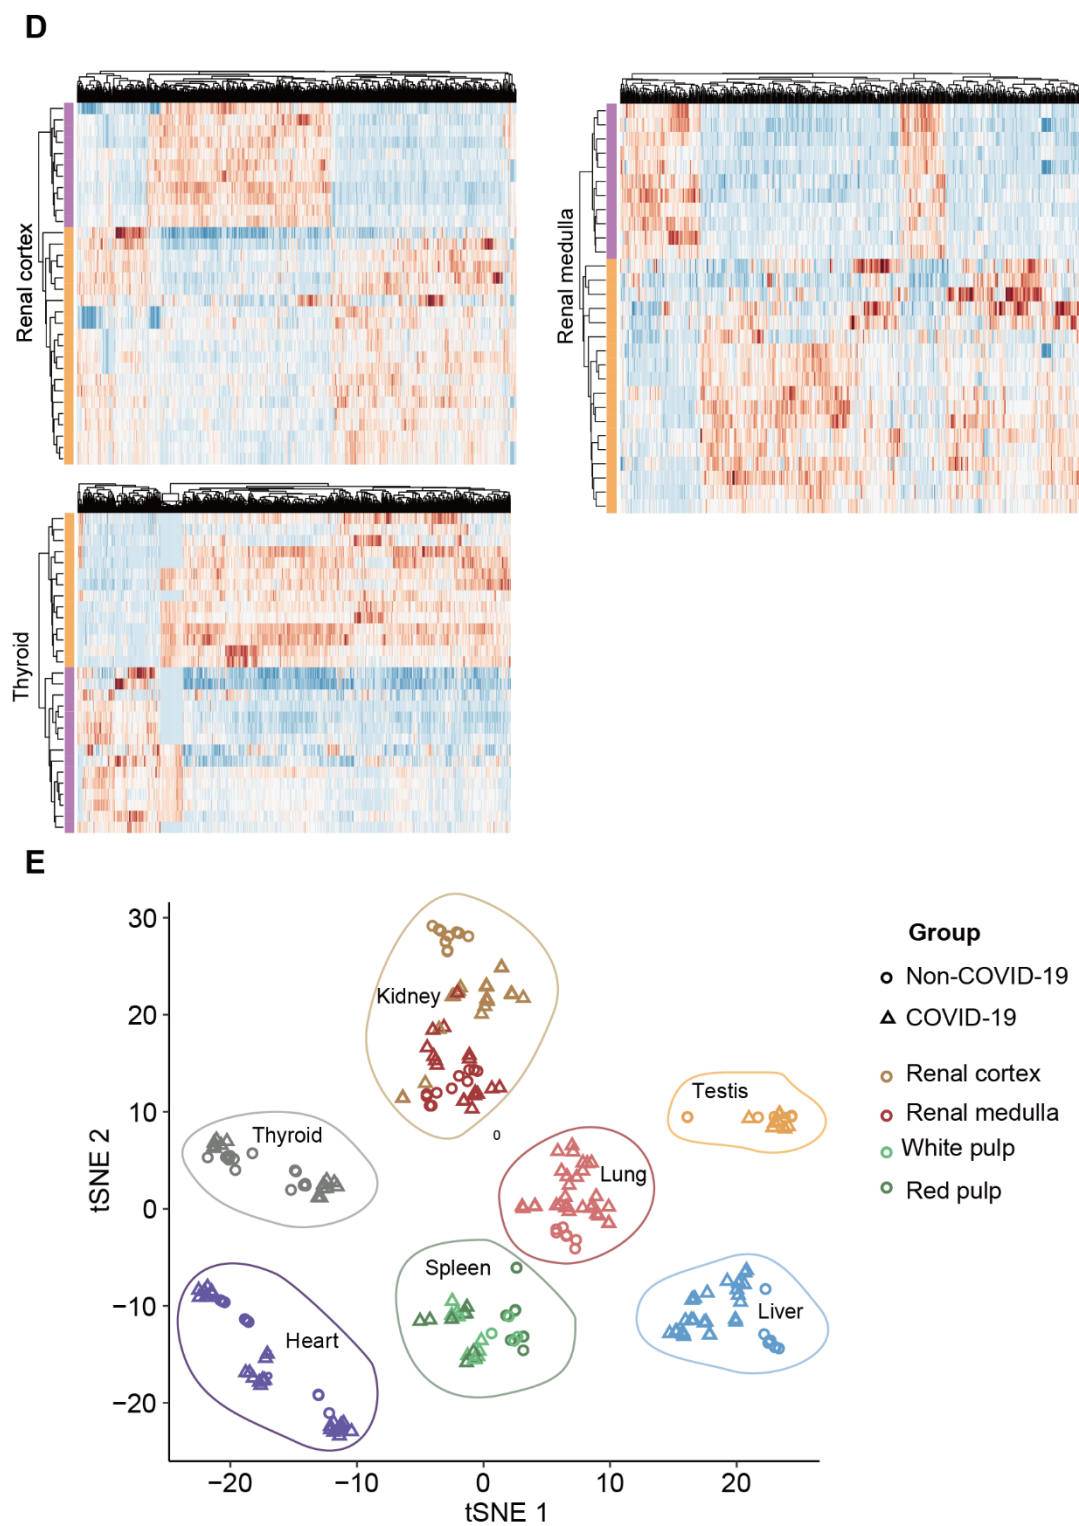 D
Renal cortex
Renal medulla
Thyroid
E
30
20
10
0
−10
−20
tSNE 2
−20
−10
0
10
20
tSNE 1
Kidney
Testis
Thyroid
0
Lung
Spleen
Liver
Heart
Group
Non-COVID-19
COVID-19
Renal cortex
Renal medulla
White pulp
Red pulp